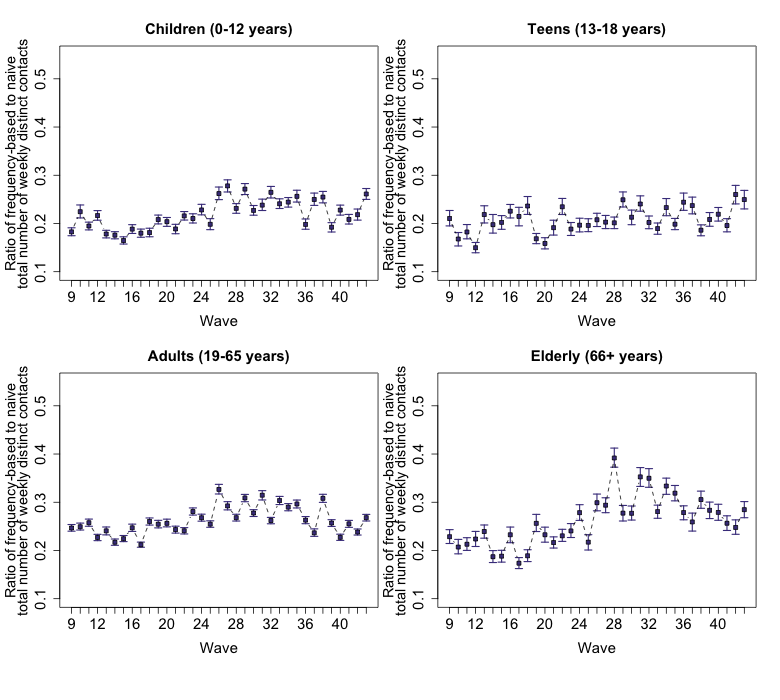 Children (0-12 years)
Ratio of frequency-based to naive
total number of weekly distinct contacts
0.5
0.4
0.3
0.2
0.1
9 12 16 20 24 28 32 36 40
Wave
Teens (13-18 years)
Ratio of frequency-based to naive
total number of weekly distinct contacts
0.5
0.4
0.3
0.2
0.1
9 12 16 20 24 28 32 36 40
Wave
Adults (19-65 years)
Ratio of frequency-based to naive
total number of weekly distinct contacts
0.5
0.4
0.3
0.2
0.1
9 12 16 20 24 28 32 36 40
Wave
Elderly (66+ years)
Ratio of frequency-based to naive
total number of weekly distinct contacts
0.5
0.4
0.3
0.2
0.1
9 12 16 20 24 28 32 36 40
Wave